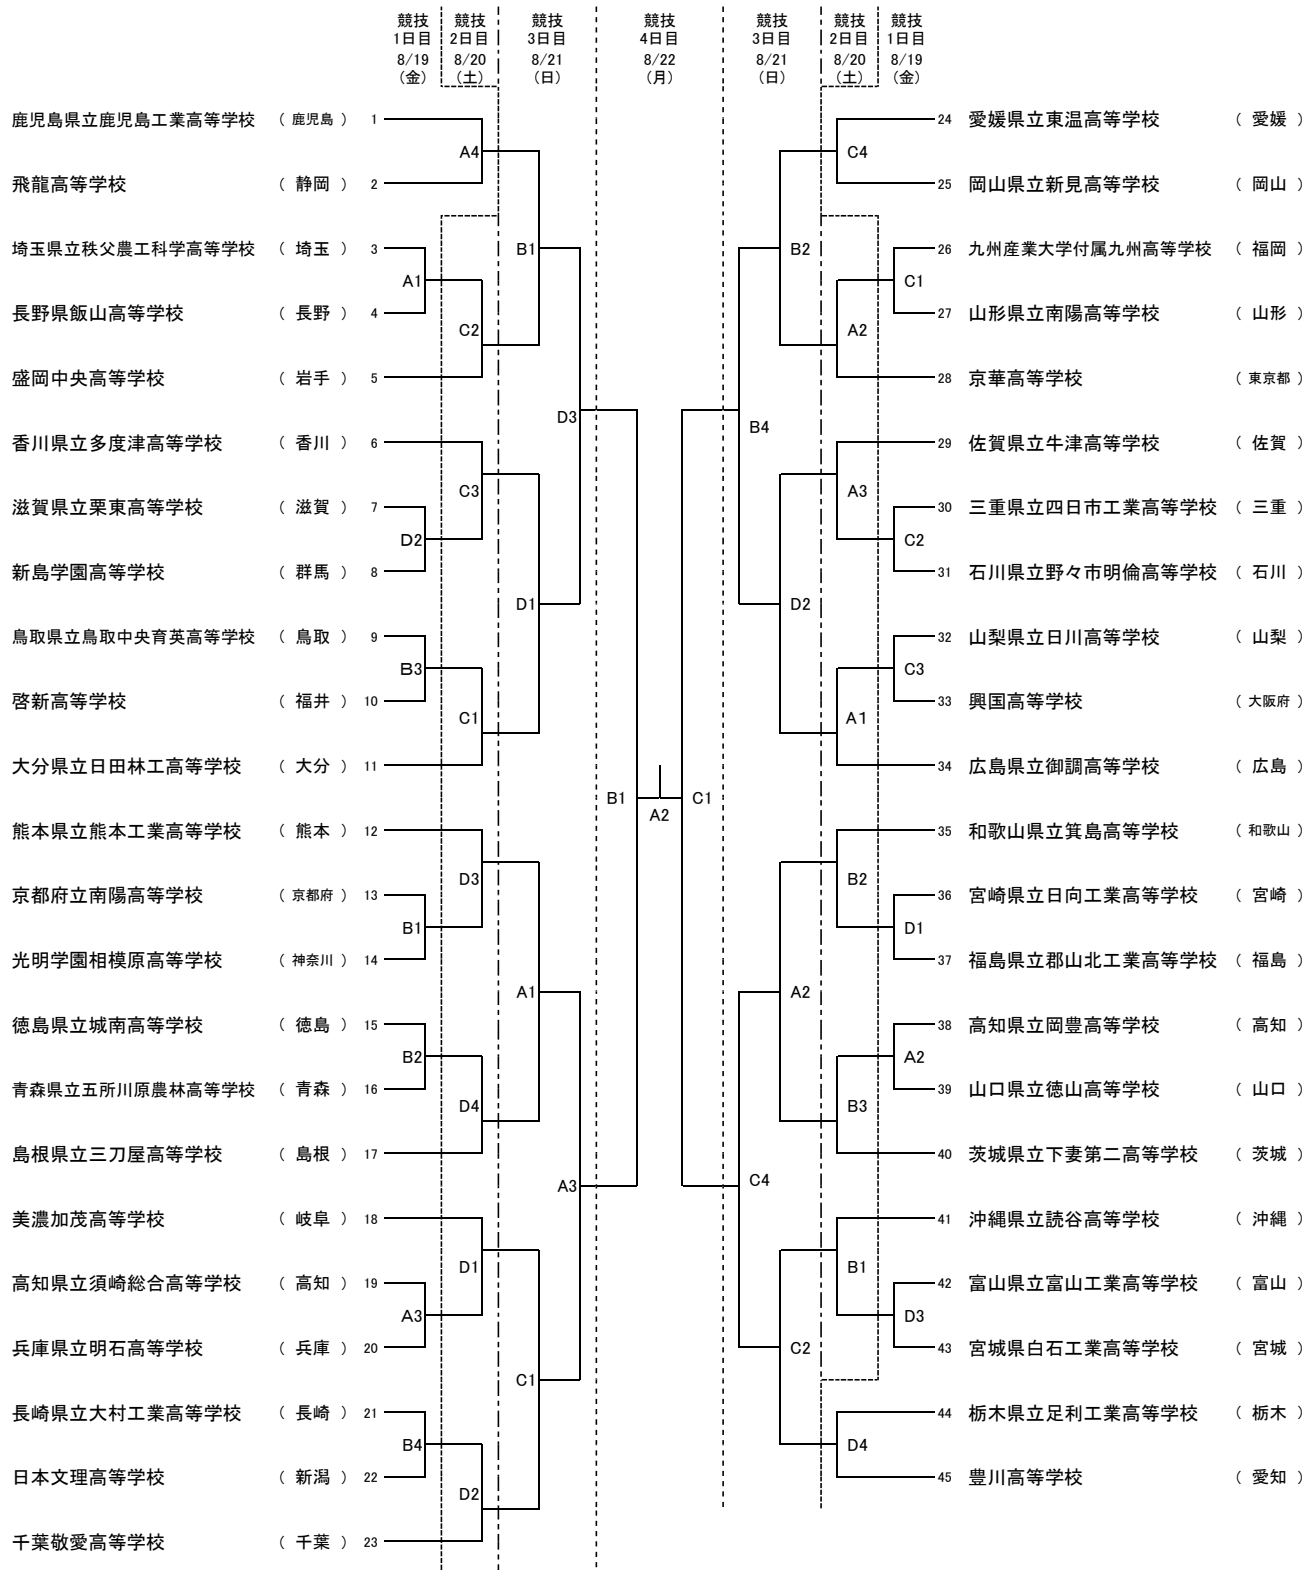 競技 競技 競技 競技 競技 競技 競技
1日目 2日目 3日目 4日目 3日目 2日目 1日目
8/19 8/20 8/21 8/22 8/21 8/20 8/19
（金） （土） （日） （月） （日） （土） （金）
鹿児島県立鹿児島工業高等学校 （ 鹿児島 ） 1
A4
飛龍高等学校 （ 静岡 ） 2
B1
埼玉県立秩父農工科学高等学校 （ 埼玉 ） 3
A1
長野県飯山高等学校 （ 長野 ） 4
C2
盛岡中央高等学校 （ 岩手 ） 5
D3
香川県立多度津高等学校 （ 香川 ） 6
C3
滋賀県立栗東高等学校 （ 滋賀 ） 7
D2
新島学園高等学校 （ 群馬 ） 8
D1
鳥取県立鳥取中央育英高等学校 （ 鳥取 ） 9
B3
啓新高等学校 （ 福井 ） 10
C1
大分県立日田林工高等学校 （ 大分 ） 11
B1 A2 C1
熊本県立熊本工業高等学校 （ 熊本 ） 12
D3
京都府立南陽高等学校 （ 京都府 ） 13
B1
光明学園相模原高等学校 （ 神奈川 ） 14
A1
徳島県立城南高等学校 （ 徳島 ） 15
B2
青森県立五所川原農林高等学校 （ 青森 ） 16
D4
島根県立三刀屋高等学校 （ 島根 ） 17
A3
美濃加茂高等学校 （ 岐阜 ） 18
D1
高知県立須崎総合高等学校 （ 高知 ） 19
A3
兵庫県立明石高等学校 （ 兵庫 ） 20
C1
長崎県立大村工業高等学校 （ 長崎 ） 21
B4
日本文理高等学校 （ 新潟 ） 22
D2
千葉敬愛高等学校 （ 千葉 ） 23
24 愛媛県立東温高等学校 （ 愛媛 ）
C4
25 岡山県立新見高等学校 （ 岡山 ）
B2
26 九州産業大学付属九州高等学校 （ 福岡 ）
C1
27 山形県立南陽高等学校 （ 山形 ）
A2
28 京華高等学校 （ 東京都 ）
B4
29 佐賀県立牛津高等学校 （ 佐賀 ）
A3
30 三重県立四日市工業高等学校 （ 三重 ）
C2
31 石川県立野々市明倫高等学校 （ 石川 ）
D2
32 山梨県立日川高等学校 （ 山梨 ）
C3
33 興国高等学校 （ 大阪府 ）
A1
34 広島県立御調高等学校 （ 広島 ）
35 和歌山県立箕島高等学校 （ 和歌山 ）
B2
36 宮崎県立日向工業高等学校 （ 宮崎 ）
D1
37 福島県立郡山北工業高等学校 （ 福島 ）
A2
38 高知県立岡豊高等学校 （ 高知 ）
A2
39 山口県立徳山高等学校 （ 山口 ）
B3
40 茨城県立下妻第二高等学校 （ 茨城 ）
C4
41 沖縄県立読谷高等学校 （ 沖縄 ）
B1
42 富山県立富山工業高等学校 （ 富山 ）
D3
43 宮城県白石工業高等学校 （ 宮城 ）
C2
44 栃木県立足利工業高等学校 （ 栃木 ）
D4
45 豊川高等学校 （ 愛知 ）